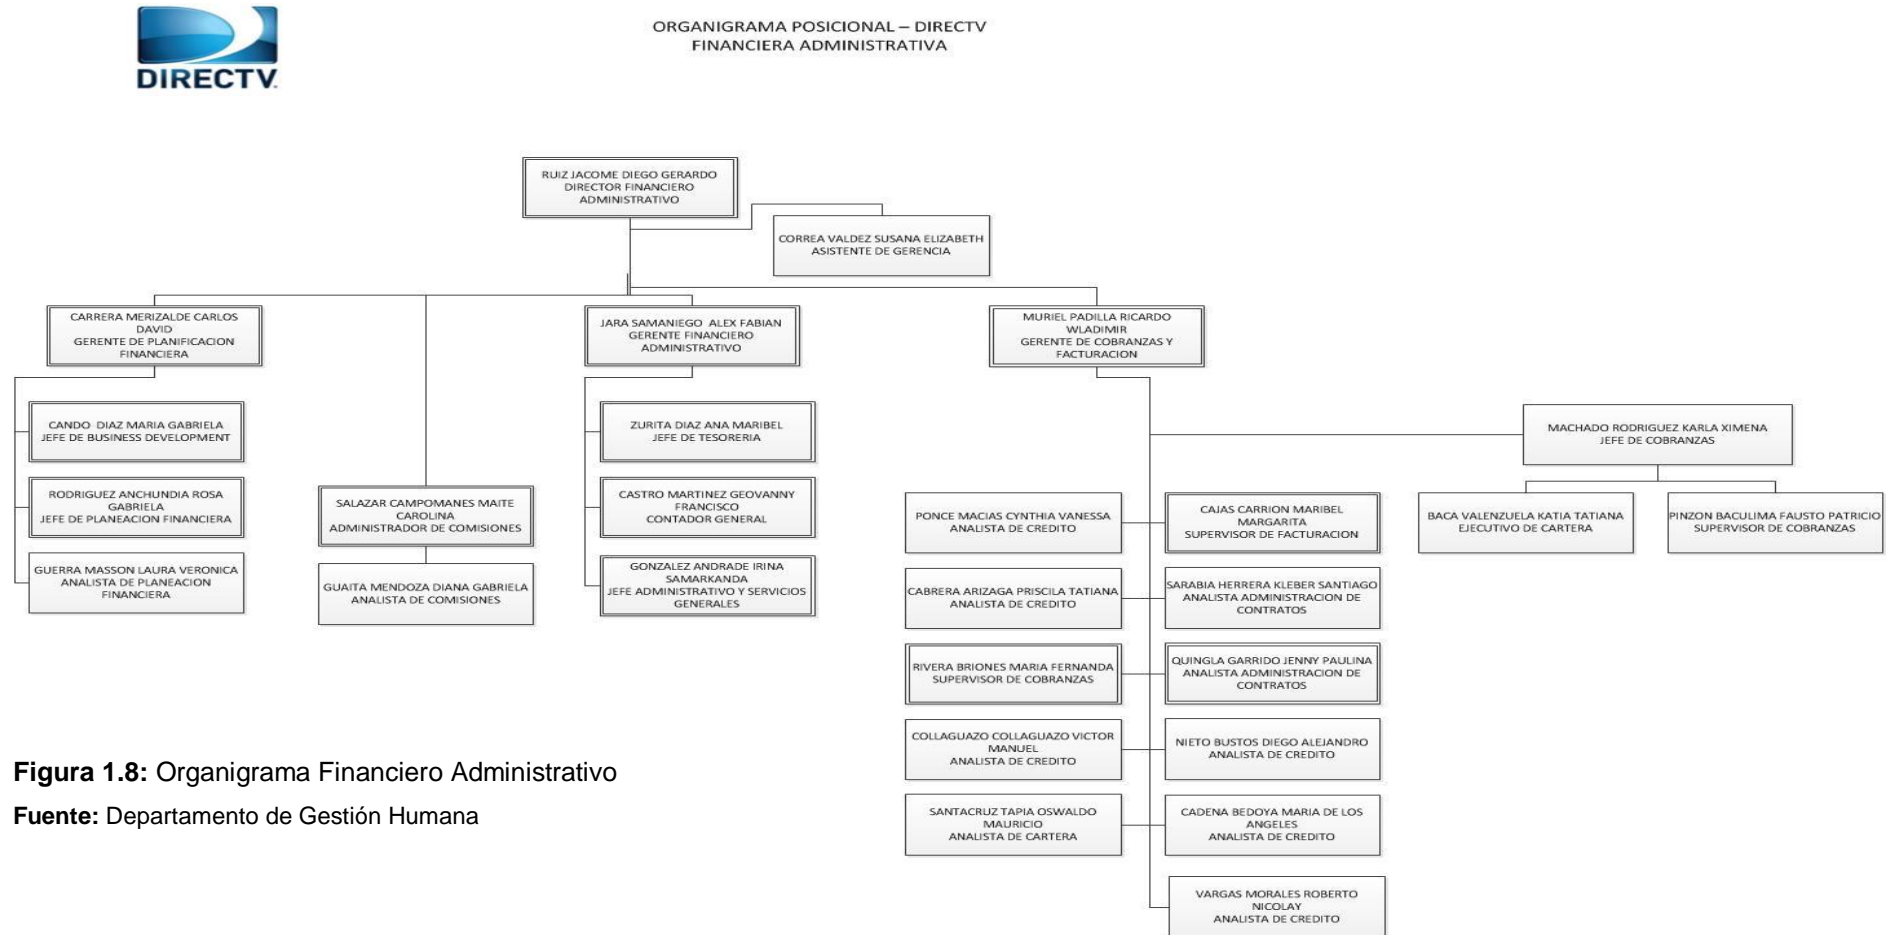 DIRECTV
ORGANIGRAMA POSICIONAL – DIRECTV
FINANCIERA ADMINISTRATIVA
RUIZ JACOME DIEGO GERARDO
DIRECTOR FINANCIERO
ADMINISTRATIVO
CORREA VALDEZ SUSANA ELIZABETH
ASISTENTE DE GERENCIA
CARRERA MERIZALDE CARLOS
DAVID
GERENTE DE PLANIFICACION
FINANCIERA
JARA SAMANIEGO ALEX FABIAN
GERENTE FINANCIERO
ADMINISTRATIVO
MURIEL PADILLA RICARDO
WLADIMIR
GERENTE DE COBRANZAS Y
FACTURACION
CANDO DIAZ MARIA GABRIELA
JEFE DE BUSINESS DEVELOPMENT
RODRIGUEZ ANCHUNDIA ROSA
GABRIELA
JEFE DE PLANEACION FINANCIERA
GUERRA MASSON LAURA VERONICA
ANALISTA DE PLANEACION
FINANCIERA
SALAZAR CAMPOMANES MAITE
CAROLINA
ADMINISTRADOR DE COMISIONES
GUAITA MENDOZA DIANA GABRIELA
ANALISTA DE COMISIONES
ZURITA DIAZ ANA MARIBEL
JEFE DE TESORERIA
CASTRO MARTINEZ GEOVANNY
FRANCISCO
CONTADOR GENERAL
GONZALEZ ANDRADE IRINA
SAMARKANDA
JEFE ADMINISTRATIVO Y SERVICIOS
GENERALES
MACHADO RODRIGUEZ KARLA XIMENA
JEFE DE COBRANZAS
BACA VALENZUELA KATIA TATIANA
EJECUTIVO DE CARTERA
PINZON BACULIMA FAUSTO PATRICIO
SUPERVISOR DE COBRANZAS
PONCE MACIAS CYNTHIA VANESSA
ANALISTA DE CREDITO
CAJAS CARRION MARIBEL
MARGARITA
SUPERVISOR DE FACTURACION
CABRERA ARIZAGA PRISCILA TATIANA
ANALISTA DE CREDITO
SARABIA HERRERA KLEBER SANTIAGO
ANALISTA ADMINISTRACION DE
CONTRATOS
RIVERA BRIONES MARIA FERNANDA
SUPERVISOR DE COBRANZAS
QUINGLA GARRIDO JENNY PAULINA
ANALISTA ADMINISTRACION DE
CONTRATOS
COLLAGUAZO COLLAGUAZO VICTOR
MANUEL
ANALISTA DE CREDITO
NIETO BUSTOS DIEGO ALEJANDRO
ANALISTA DE CREDITO
SANTACRUZ TAPIA OSWALDO
MAURICIO
ANALISTA DE CARTERA
CADENA BEDOYA MARIA DE LOS
ANGELES
ANALISTA DE CREDITO
VARGAS MORALES ROBERTO
NICOLAY
ANALISTA DE CREDITO
Figura 1.8: Organigrama Financiero Administrativo
Fuente: Departamento de Gestión Humana